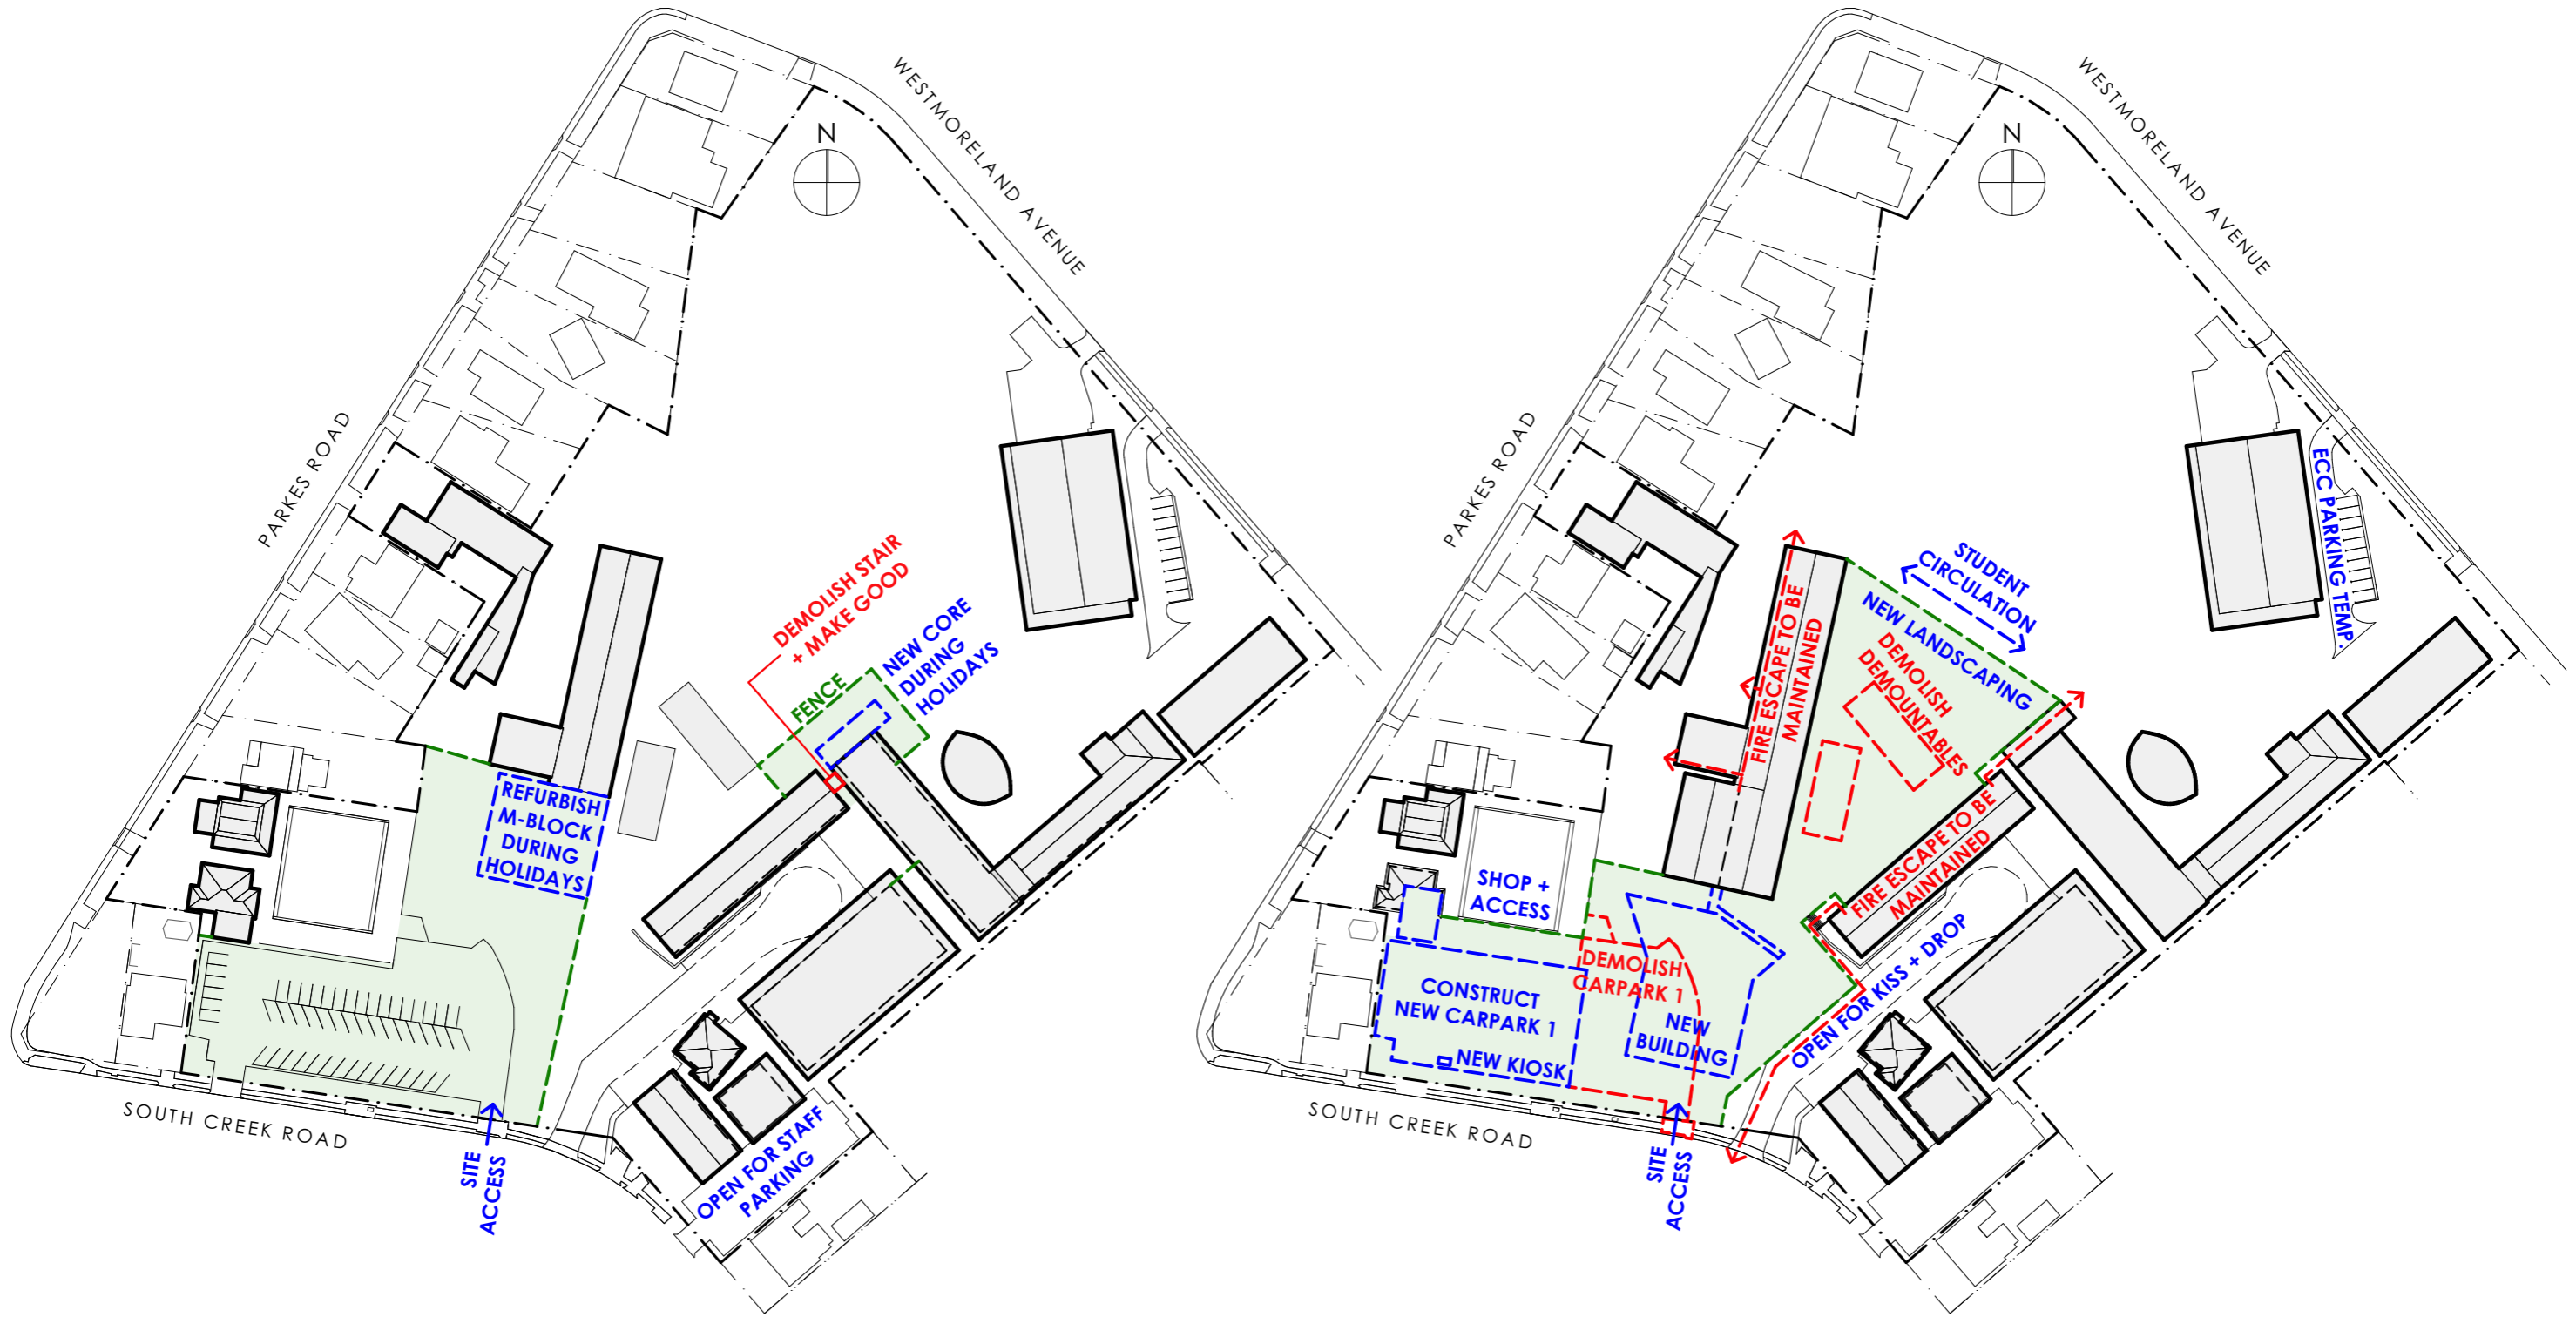 WESTMORELAND AVENUE
N
PARKES ROAD
DEMOLISH STAIR
+ MAKE GOOD
NEW CORE
DURING
HOLIDAYS
FENCE
REFURBISH
M-BLOCK
DURING
HOLIDAYS
SOUTH CREEK ROAD
SITE
ACCESS
OPEN FOR STAFF
PARKING
WESTMORELAND AVENUE
N
PARKES ROAD
ECC PARKING TEMP.
STUDENT
CIRCULATION
NEW LANDSCAPING
DEMOLISH
DEMOUNTABLES
FIRE ESCAPE TO BE
MAINTAINED
FIRE ESCAPE TO BE
MAINTAINED
SHOP +
ACCESS
DEMOLISH
CARPARK 1
CONSTRUCT
NEW CARPARK 1
NEW KIOSK
NEW
BUILDING
OPEN FOR KISS + DROP
SOUTH CREEK ROAD
SITE
ACCESS